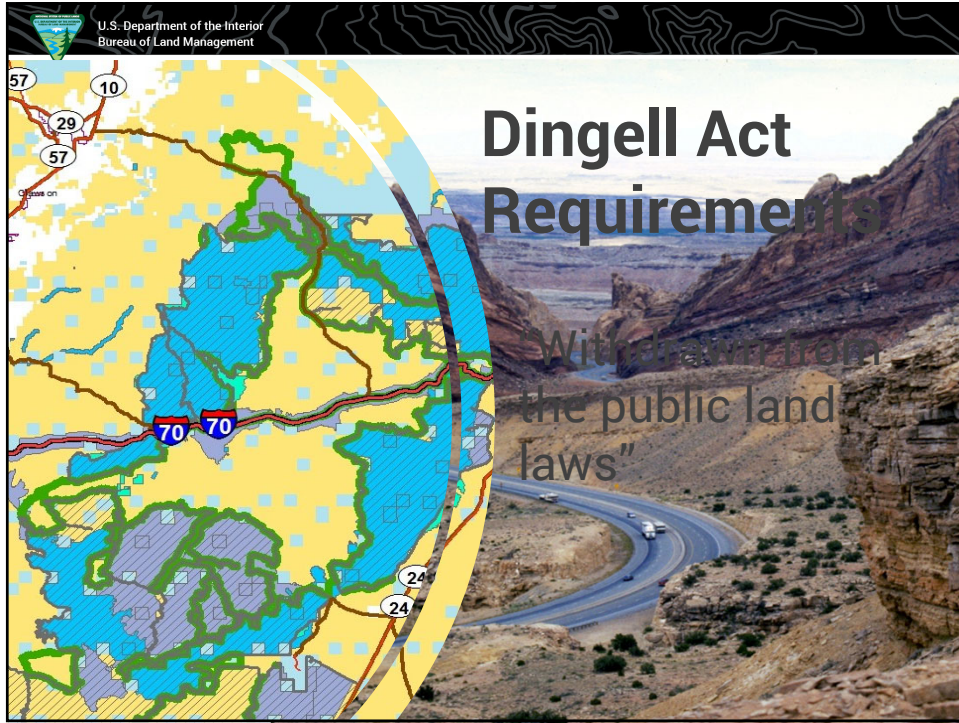 U.S. Department of the Interior
Bureau of Land Management
Dingell Act
Requirements
"Withdrawn from
the public land
laws”
57
10
29
57
70
70
24
24